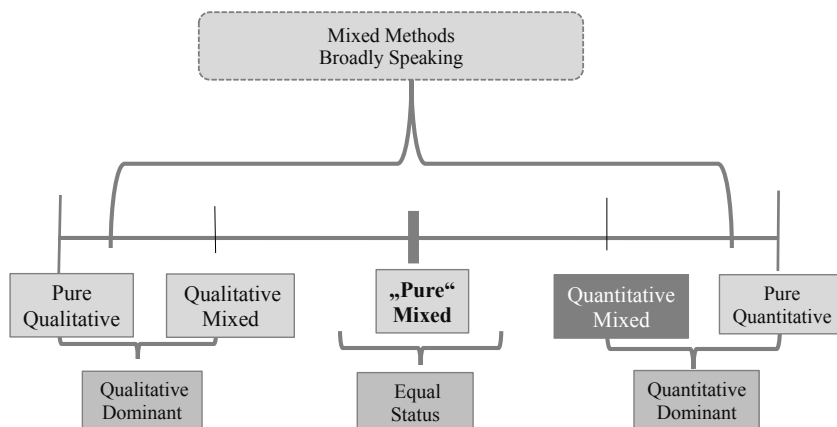 Mixed Methods
Broadly Speaking
Pure
Qualitative
Qualitative
Mixed
„Pure“
Mixed
Quantitative
Mixed
Pure
Quantitative
Qualitative
Dominant
Equal
Status
Quantitative
Dominant